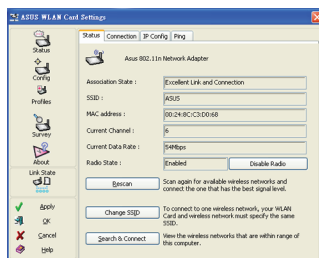 ASUS WLAN Card Settings
Status
Config
Profiles
Survey
About
Link State
Apply
OK
Cancel
Help
Status Connection IP Config Ping
Asus 802.11n Network Adapter
Association State : Excellent Link and Connection
SSID : ASUS
MAC address : 00:24:8C:C3:D0:68
Current Channel : 6
Current Data Rate : 54Mbps
Radio State : Enabled Disable Radio
Rescan Scan again for available wireless networks and
connect the one that has the best signal level.
Change SSID To connect to one wireless network, your WLAN
Card and wireless network must specify the same
SSID.
Search & Connect View the wireless networks that are within range of
this computer.